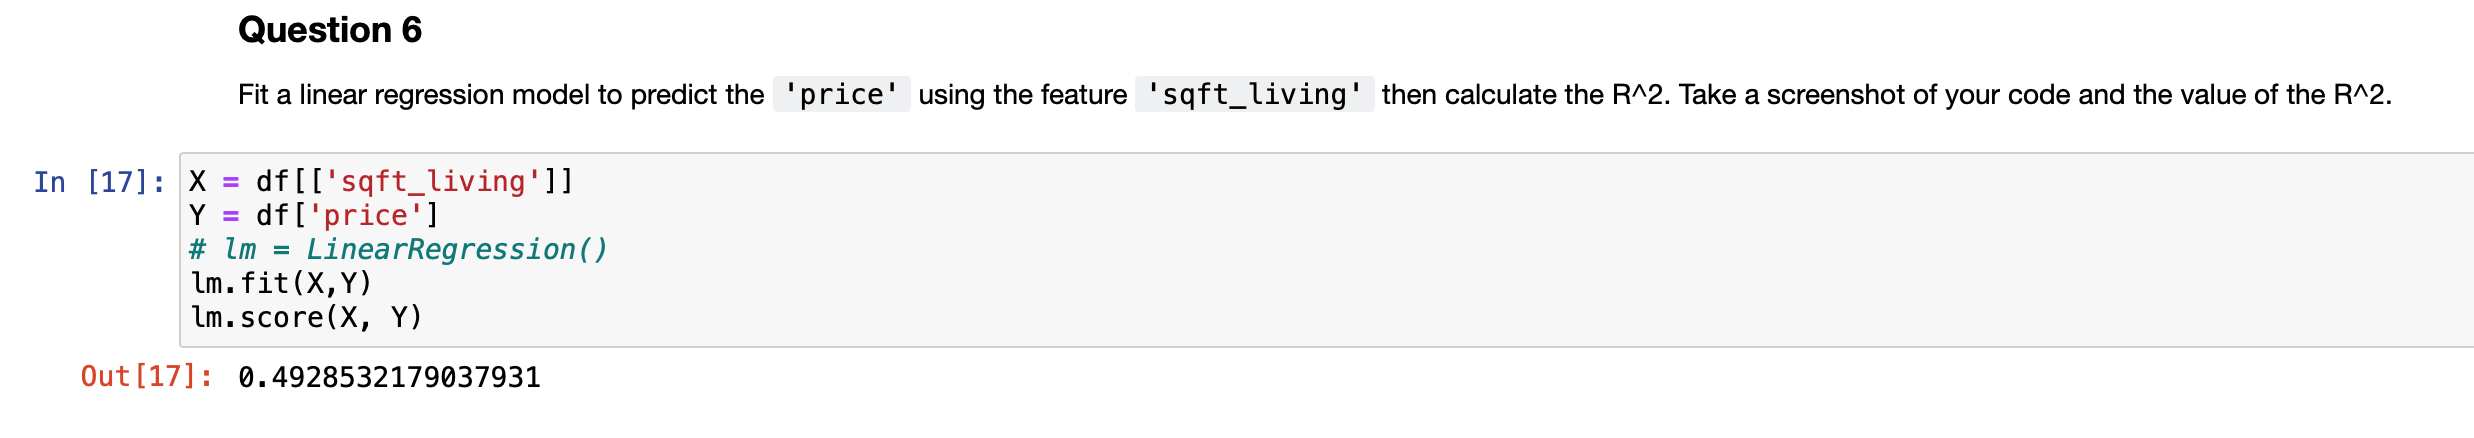 Question 6
Fit a linear regression model to predict the 'price' using the feature 'sqft_living' then calculate the R^2. Take a screenshot of your code and the value of the R^2.
In [17]: X = df[['sqft_living']]
Y = df['price']
# lm = LinearRegression()
lm.fit(X,Y)
lm.score(X, Y)
Out[17]: 0.4928532179037931